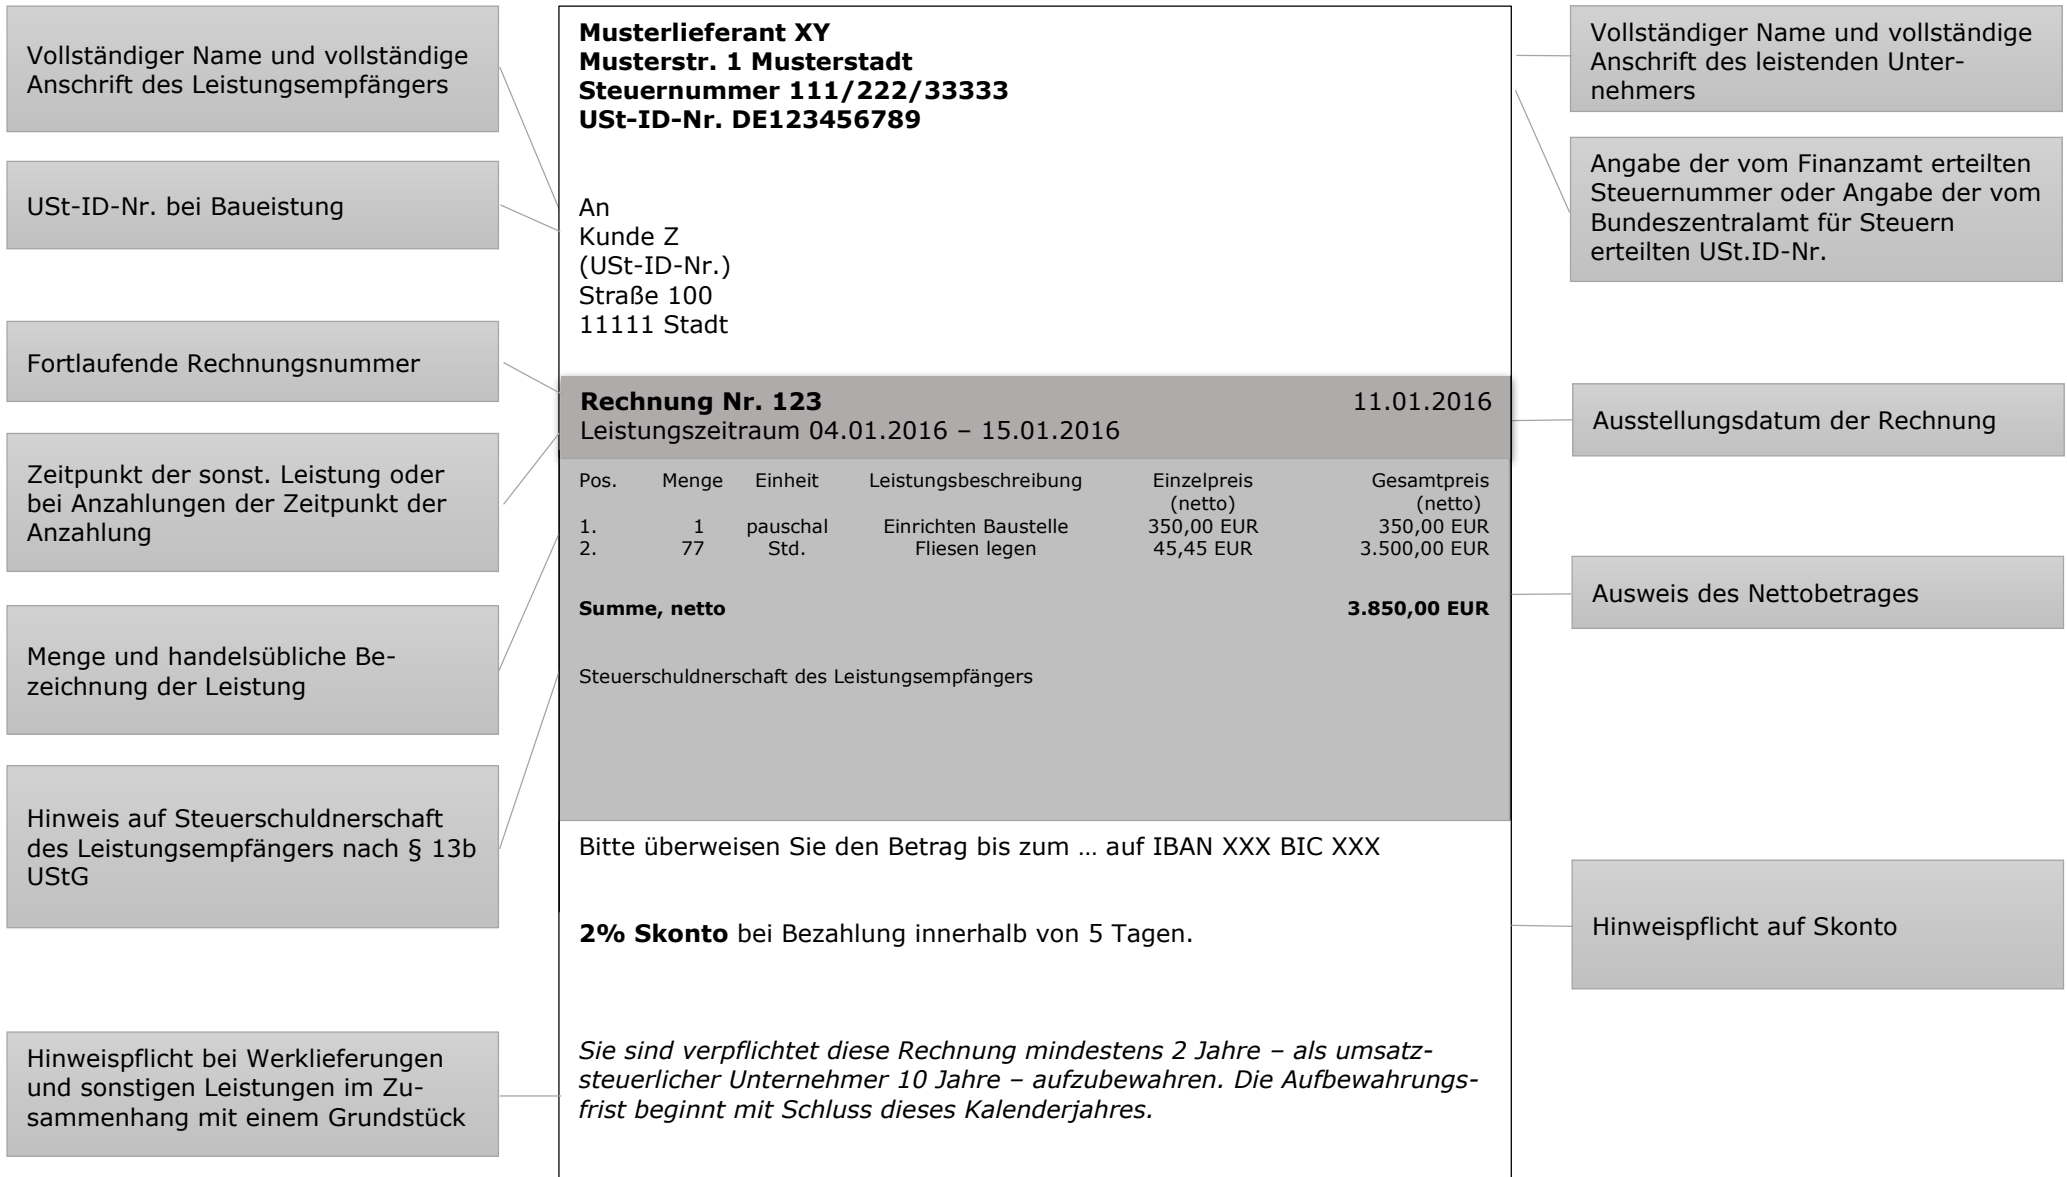 Vollständiger Name und vollständige
Anschrift des Leistungsempfängers
USt-ID-Nr. bei Baueistung
Fortlaufende Rechnungsnummer
Zeitpunkt der sonst. Leistung oder
bei Anzahlungen der Zeitpunkt der
Anzahlung
Menge und handelsübliche Be-
zeichnung der Leistung
Hinweis auf Steuerschuldnerschaft
des Leistungsempfängers nach § 13b
UStG
Hinweispflicht bei Werklieferungen
und sonstigen Leistungen im Zu-
sammenhang mit einem Grundstück
Musterlieferant XY
Musterstr. 1 Musterstadt
Steuernummer 111/222/33333
USt-ID-Nr. DE123456789
An
Kunde Z
(USt-ID-Nr.)
Straße 100
11111 Stadt
Rechnung Nr. 123 11.01.2016
Leistungszeitraum 04.01.2016 – 15.01.2016
Pos. Menge Einheit Leistungsbeschreibung Einzelpreis Gesamtpreis
(netto) (netto)
1. 1 pauschal Einrichten Baustelle 350,00 EUR 350,00 EUR
2. 77 Std. Fliesen legen 45,45 EUR 3.500,00 EUR
Summe, netto 3.850,00 EUR
Steuerschuldnerschaft des Leistungsempfängers
Bitte überweisen Sie den Betrag bis zum … auf IBAN XXX BIC XXX
2% Skonto bei Bezahlung innerhalb von 5 Tagen.
Sie sind verpflichtet diese Rechnung mindestens 2 Jahre – als umsatz-
steuerlicher Unternehmer 10 Jahre – aufzubewahren. Die Aufbewahrungs-
frist beginnt mit Schluss dieses Kalenderjahres.
Vollständiger Name und vollständige
Anschrift des leistenden Unter-
nehmers
Angabe der vom Finanzamt erteilten
Steuernummer oder Angabe der vom
Bundeszentralamt für Steuern
erteilten USt.ID-Nr.
Ausstellungsdatum der Rechnung
Ausweis des Nettobetrages
Hinweispflicht auf Skonto